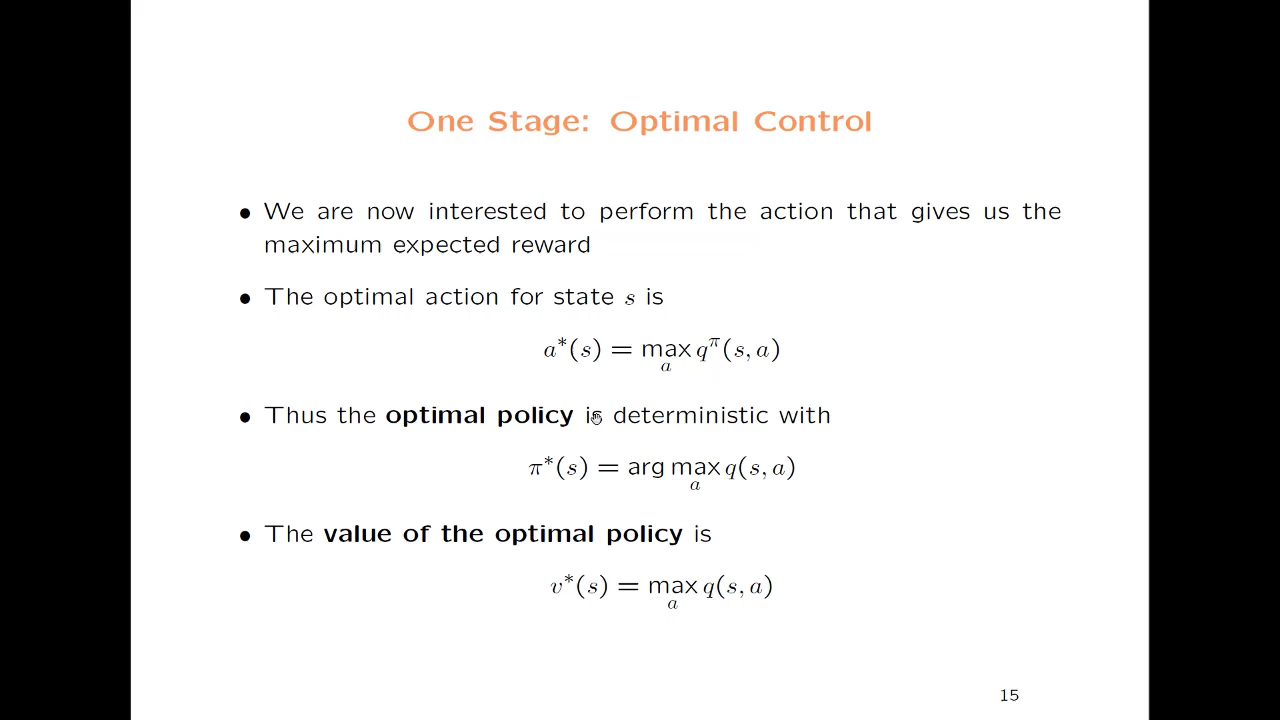 One Stage: Optimal Control
• We are now interested to perform the action that gives us the
maximum expected reward
• The optimal action for state s is
a*(s) = max_a q^π(s, a)
• Thus the optimal policy is deterministic with
π*(s) = arg max_a q(s, a)
• The value of the optimal policy is
v*(s) = max_a q(s, a)
15